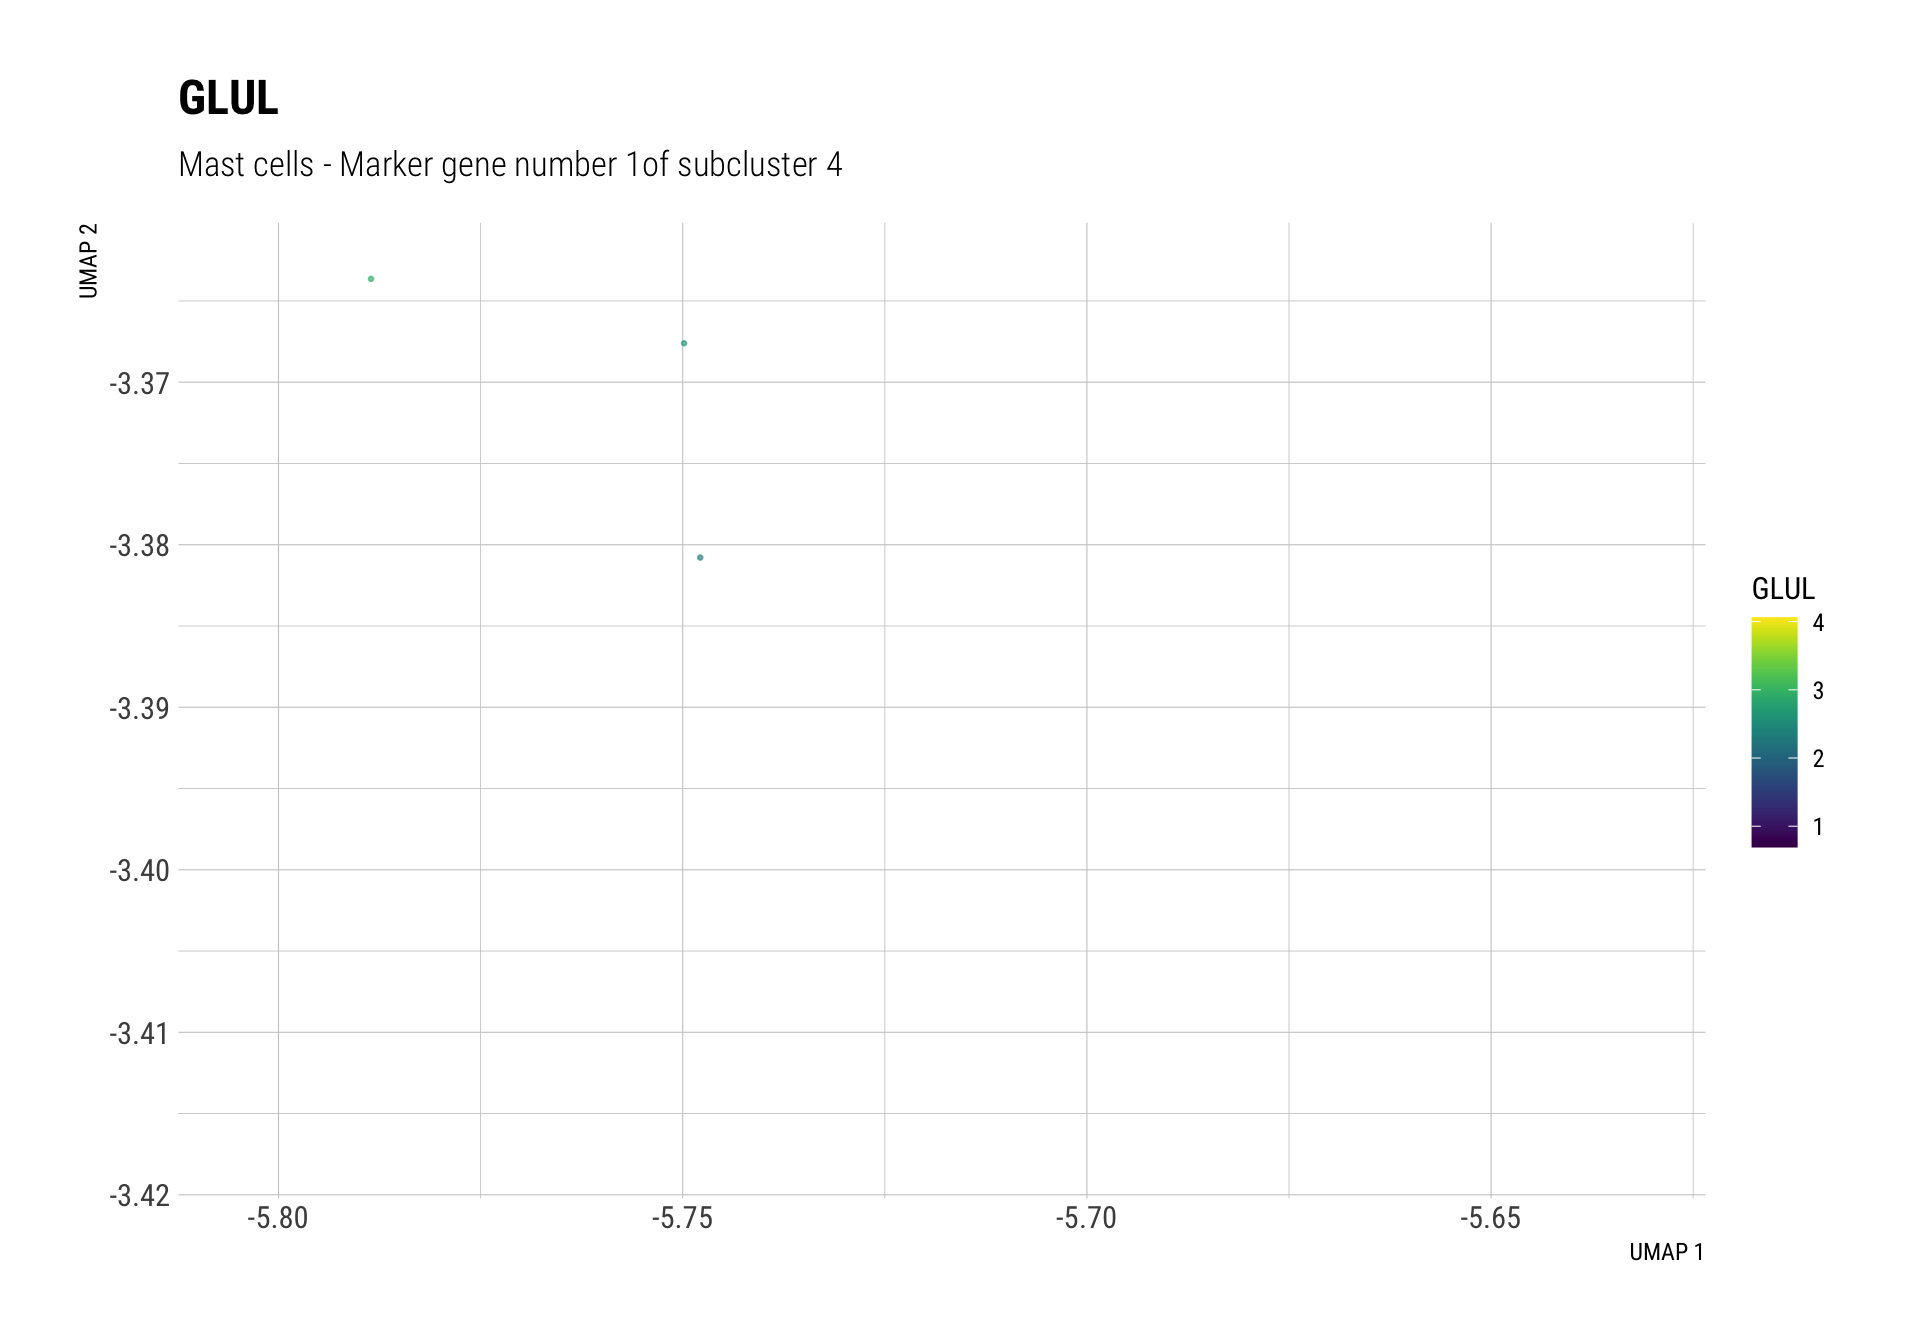 GLUL
Mast cells - Marker gene number 1of subcluster 4
UMAP 2
-3.37
-3.38
-3.39
-3.40
-3.41
-3.42
-5.80
-5.75
-5.70
-5.65
UMAP 1
GLUL
4
3
2
1